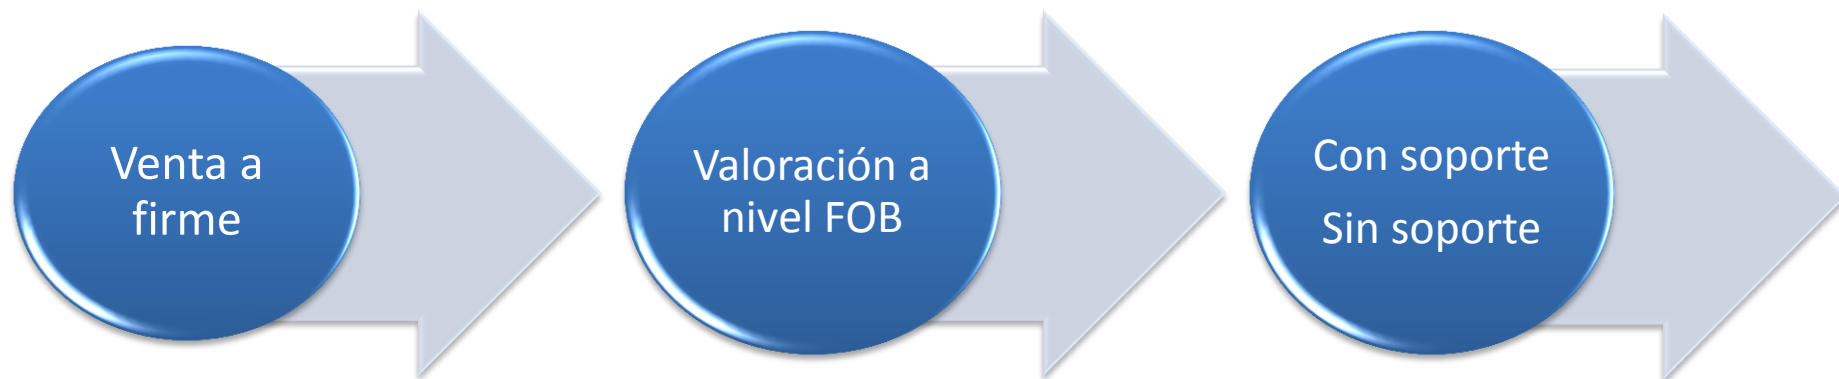 Venta a
firme
Valoración a
nivel FOB
Con soporte
Sin soporte